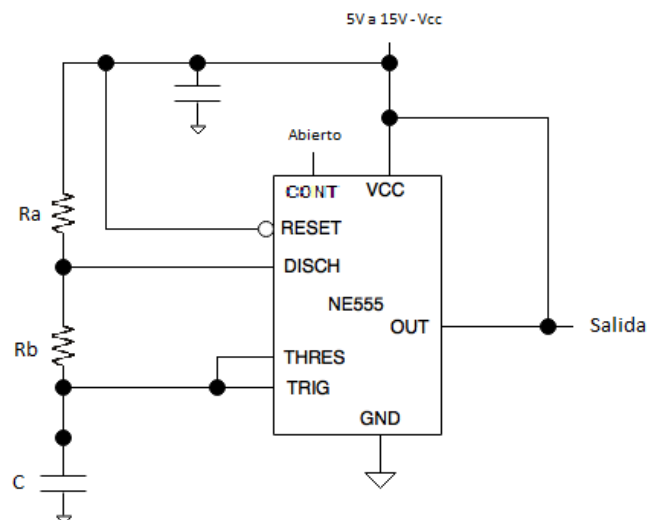 5V a 15V - Vcc
Abierto
CONT
VCC
Ra
RESET
DISCH
NE555
OUT
Salida
Rb
THRES
TRIG
GND
C